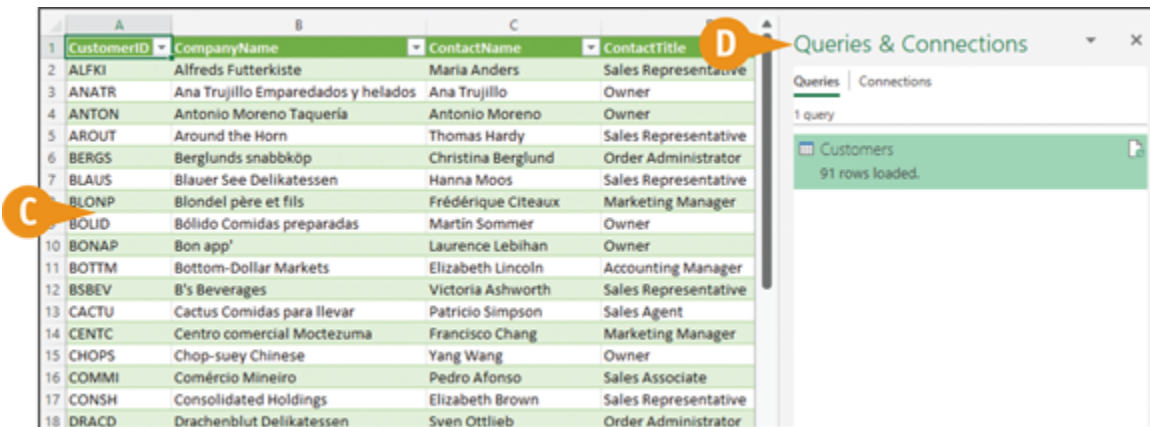 A B C
1 CustomerID CompanyName ContactName ContactTitle D Queries & Connections
2 ALFKI Alfreds Futterkiste Maria Anders Sales Representative
Queries Connections
3 ANATR Ana Trujillo Emparedados y helados Ana Trujillo Owner
4 ANTON Antonio Moreno Taquería Antonio Moreno Owner
1 query
5 AROUT Around the Horn Thomas Hardy Sales Representative
6 BERGS Berglunds snabbköp Christina Berglund Order Administrator
Customers
7 BLAUS Blauer See Delikatessen Hanna Moos Sales Representative
91 rows loaded.
BLONP Blondel père et fils Frédérique Citeaux Marketing Manager
C
BOLID Bólido Comidas preparadas Martín Sommer Owner
10 BONAP Bon app' Laurence Lebihan Owner
11 BOTTM Bottom-Dollar Markets Elizabeth Lincoln Accounting Manager
12 BSBEV B's Beverages Victoria Ashworth Sales Representative
13 CACTU Cactus Comidas para llevar Patricio Simpson Sales Agent
14 CENTC Centro comercial Moctezuma Francisco Chang Marketing Manager
15 CHOPS Chop-suey Chinese Yang Wang Owner
16 COMMI Comércio Mineiro Pedro Afonso Sales Associate
17 CONSH Consolidated Holdings Elizabeth Brown Sales Representative
18 DRACD Drachenblut Delikatessen Sven Ottlieb Order Administrator